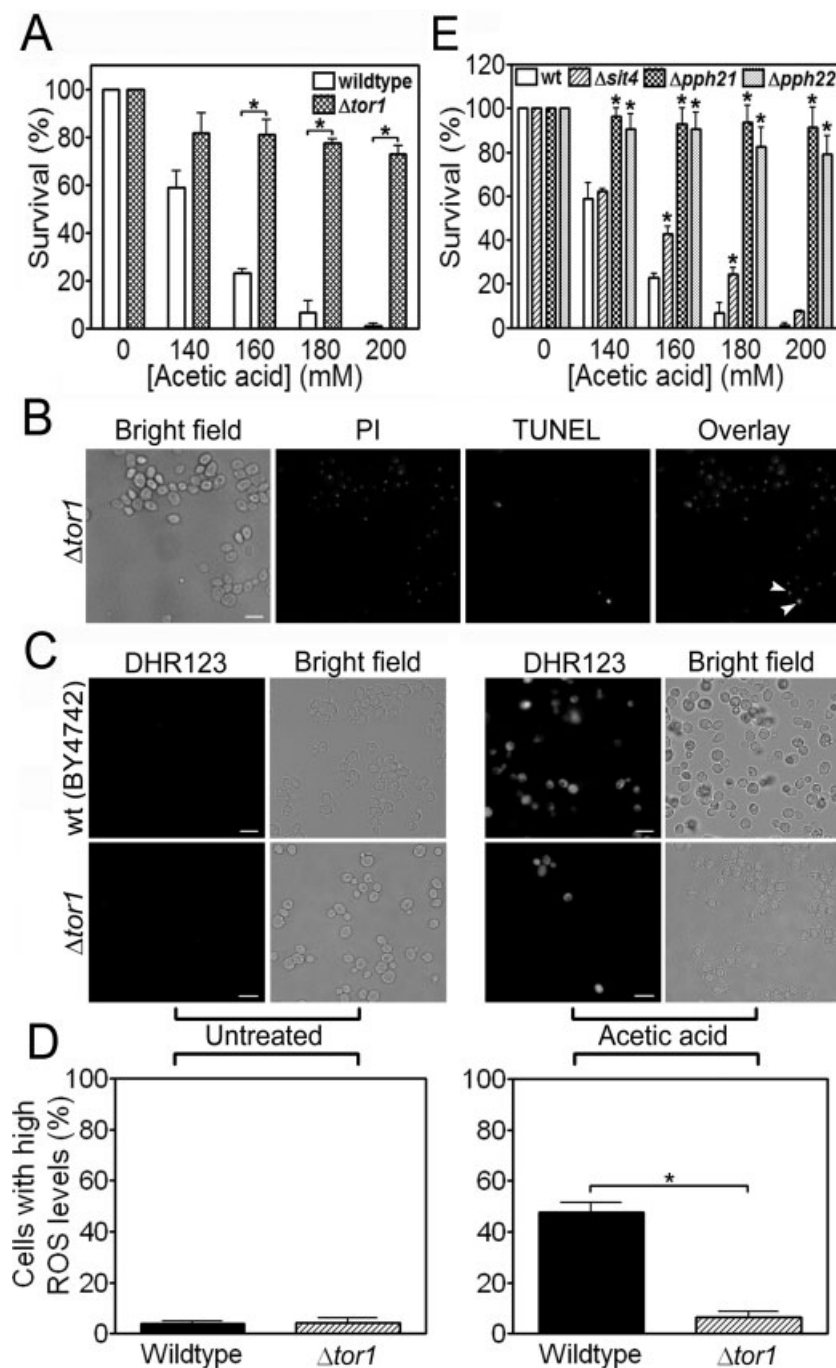 A
wildtype
Δtor1
Survival (%)
100
80
60
40
20
0
* * *
0 140 160 180 200
[Acetic acid] (mM)
E
wt Δsit4 Δpph21 Δpph22
Survival (%)
120
100
80
60
40
20
0
* * * * * * * * * *
0 140 160 180 200
[Acetic acid] (mM)
B
Bright field PI TUNEL Overlay
Δtor1
C
DHR123 Bright field DHR123 Bright field
wt (BY4742)
Δtor1
Untreated Acetic acid
D
Cells with high
ROS levels (%)
100
80
60
40
20
0
Wildtype Δtor1
100
80
60
40
20
0
*
Wildtype Δtor1